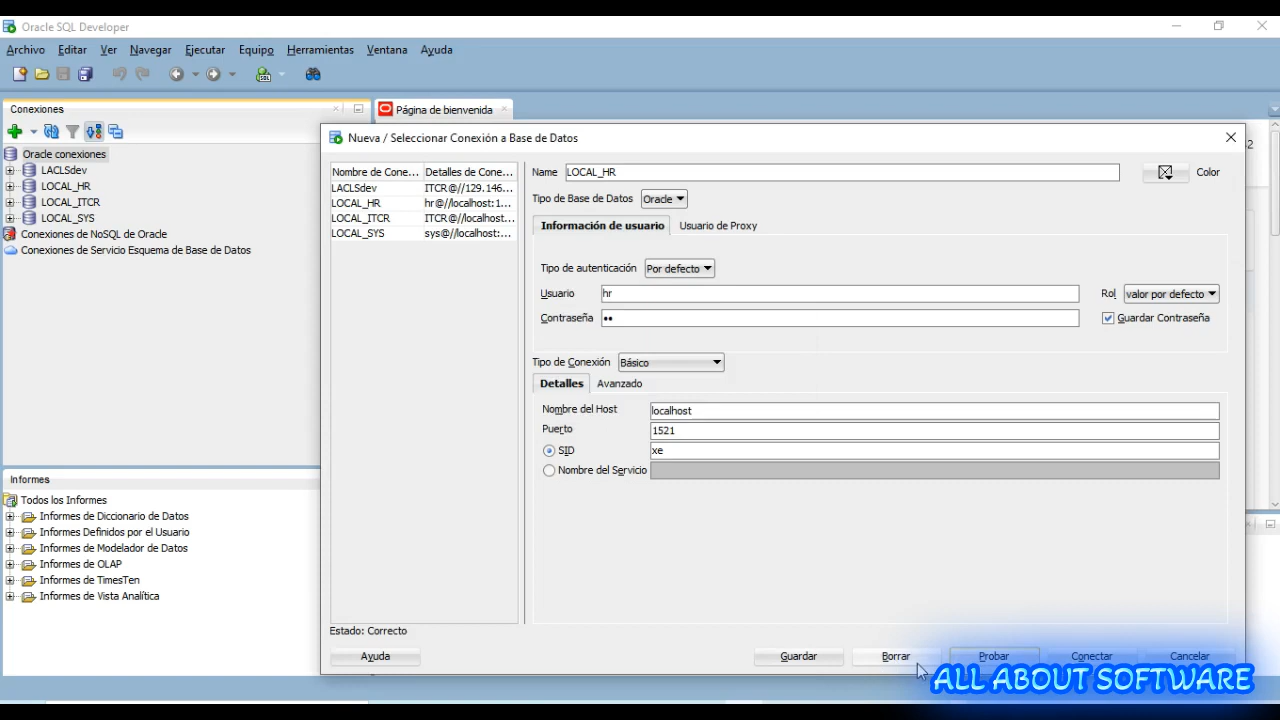 Oracle SQL Developer
Archivo Editar Ver Navegar Ejecutar Equipo Herramientas Ventana Ayuda
Conexiones
Página de bienvenida
Oracle conexiones
LACLSdev
LOCAL_HR
LOCAL_ITCR
LOCAL_SYS
Conexiones de NoSQL de Oracle
Conexiones de Servicio Esquema de Base de Datos
Informes
Todos los Informes
Informes de Diccionario de Datos
Informes Definidos por el Usuario
Informes de Modelador de Datos
Informes de OLAP
Informes de TimesTen
Informes de Vista Analítica
Nueva / Seleccionar Conexión a Base de Datos
Nombre de Cone... Detalles de Cone...
LACLSdev ITCR@//129.146...
LOCAL_HR hr@//localhost:1...
LOCAL_ITCR ITCR@//localhost...
LOCAL_SYS sys@//localhost:...
Name LOCAL_HR Color
Tipo de Base de Datos Oracle
Información de usuario Usuario de Proxy
Tipo de autenticación Por defecto
Usuario hr Rol valor por defecto
Contraseña •• Guardar Contraseña
Tipo de Conexión Básico
Detalles Avanzado
Nombre del Host localhost
Puerto 1521
SID xe
Nombre del Servicio
Estado: Correcto
Ayuda Guardar Borrar Probar Conectar Cancelar
ALL ABOUT SOFTWARE